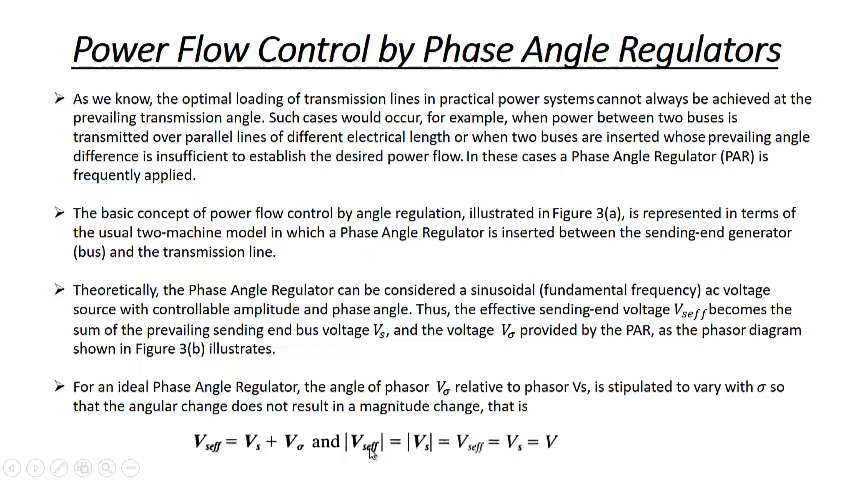 Power Flow Control by Phase Angle Regulators
➢ As we know, the optimal loading of transmission lines in practical power systems cannot always be achieved at the
prevailing transmission angle. Such cases would occur, for example, when power between two buses is
transmitted over parallel lines of different electrical length or when two buses are inserted whose prevailing angle
difference is insufficient to establish the desired power flow. In these cases a Phase Angle Regulator (PAR) is
frequently applied.
➢ The basic concept of power flow control by angle regulation, illustrated in Figure 3(a), is represented in terms of
the usual two-machine model in which a Phase Angle Regulator is inserted between the sending-end generator
(bus) and the transmission line.
➢ Theoretically, the Phase Angle Regulator can be considered a sinusoidal (fundamental frequency) ac voltage
source with controllable amplitude and phase angle. Thus, the effective sending-end voltage V_seff becomes the
sum of the prevailing sending end bus voltage V_s, and the voltage V_σ provided by the PAR, as the phasor diagram
shown in Figure 3(b) illustrates.
➢ For an ideal Phase Angle Regulator, the angle of phasor V_σ relative to phasor Vs, is stipulated to vary with σ so
that the angular change does not result in a magnitude change, that is
V_seff = V_s + V_σ and |V_seff| = |V_s| = V_seff = V_s = V